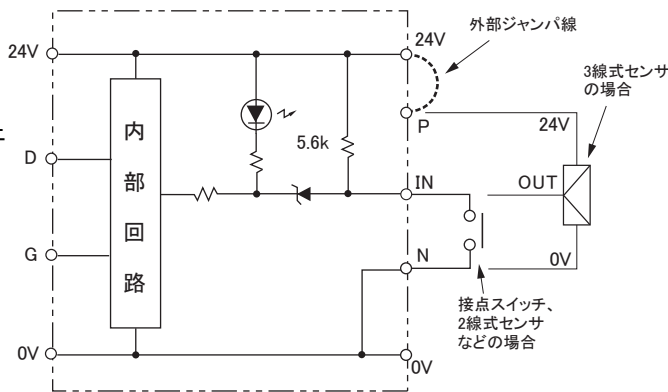 外部ジャンパ線
24V
24V
3線式センサ
の場合
P
24V
内
部
回
路
5.6k
D
IN
OUT
G
N
0V
接点スイッチ、
2線式センサ
などの場合
0V
0V